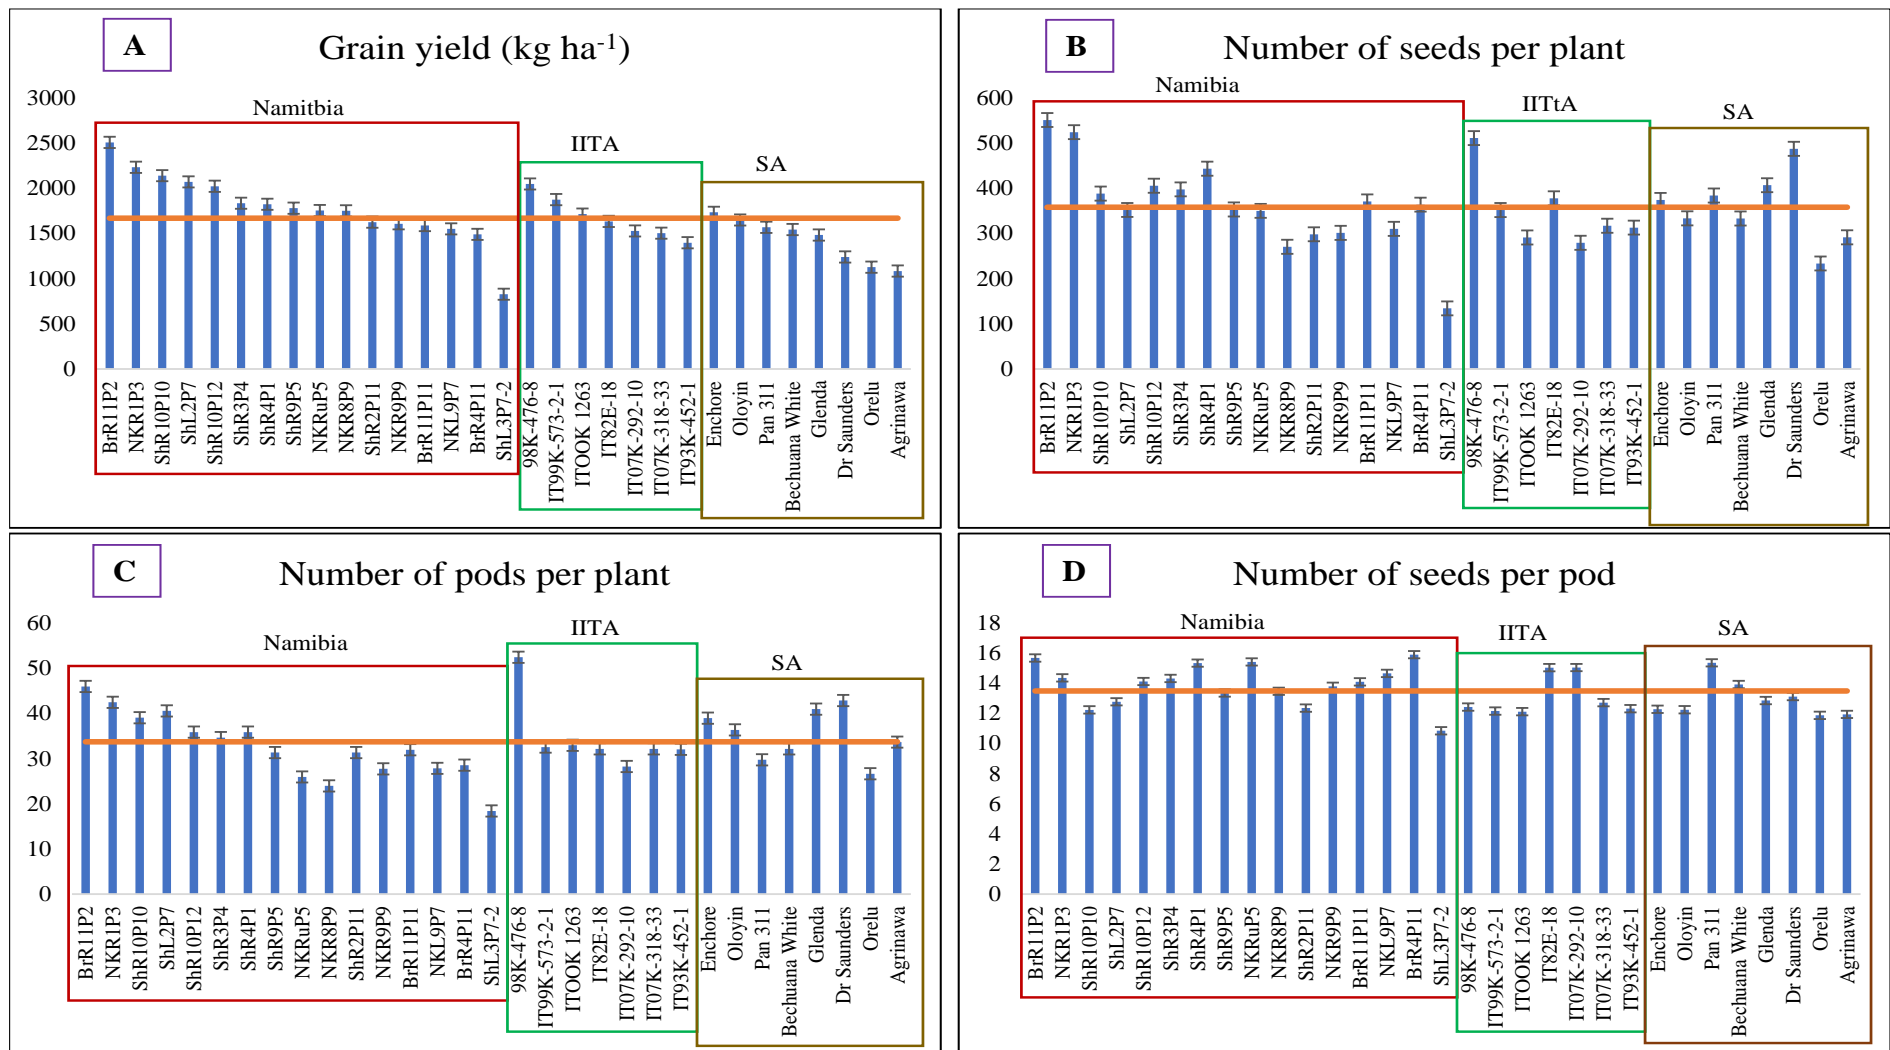 A
Grain yield (kg ha-1)
Namitbia
IITA
SA
3000
2500
2000
1500
1000
500
0
BrR11P2
NKR1P3
ShR10P10
ShL2P7
ShR10P12
ShR3P4
ShR4P1
ShR9P5
NKRuP5
NKR8P9
ShR2P11
NKR9P9
BrR11P11
NKL9P7
BrR4P11
ShL3P7-2
98K-476-8
IT99K-573-2-1
ITOOK 1263
IT82E-18
IT07K-292-10
IT07K-318-33
IT93K-452-1
Enchore
Oloyin
Pan 311
Bechuana White
Glenda
Dr Saunders
Orelu
Agrinawa
B
Number of seeds per plant
Namibia
IITtA
SA
600
500
400
300
200
100
0
BrR11P2
NKR1P3
ShR10P10
ShL2P7
ShR10P12
ShR3P4
ShR4P1
ShR9P5
NKRuP5
NKR8P9
ShR2P11
NKR9P9
BrR11P11
NKL9P7
BrR4P11
ShL3P7-2
98K-476-8
IT99K-573-2-1
ITOOK 1263
IT82E-18
IT07K-292-10
IT07K-318-33
IT93K-452-1
Enchore
Oloyin
Pan 311
Bechuana White
Glenda
Dr Saunders
Orelu
Agrinawa
C
Number of pods per plant
Namibia
IITA
SA
60
50
40
30
20
10
0
BrR11P2
NKR1P3
ShR10P10
ShL2P7
ShR10P12
ShR3P4
ShR4P1
ShR9P5
NKRuP5
NKR8P9
ShR2P11
NKR9P9
BrR11P11
NKL9P7
BrR4P11
ShL3P7-2
98K-476-8
IT99K-573-2-1
ITOOK 1263
IT82E-18
IT07K-292-10
IT07K-318-33
IT93K-452-1
Enchore
Oloyin
Pan 311
Bechuana White
Glenda
Dr Saunders
Orelu
Agrinawa
D
Number of seeds per pod
Namibia
IITA
SA
18
16
14
12
10
8
6
4
2
0
BrR11P2
NKR1P3
ShR10P10
ShL2P7
ShR10P12
ShR3P4
ShR4P1
ShR9P5
NKRuP5
NKR8P9
ShR2P11
NKR9P9
BrR11P11
NKL9P7
BrR4P11
ShL3P7-2
98K-476-8
IT99K-573-2-1
ITOOK 1263
IT82E-18
IT07K-292-10
IT07K-318-33
IT93K-452-1
Enchore
Oloyin
Pan 311
Bechuana White
Glenda
Dr Saunders
Orelu
Agrinawa